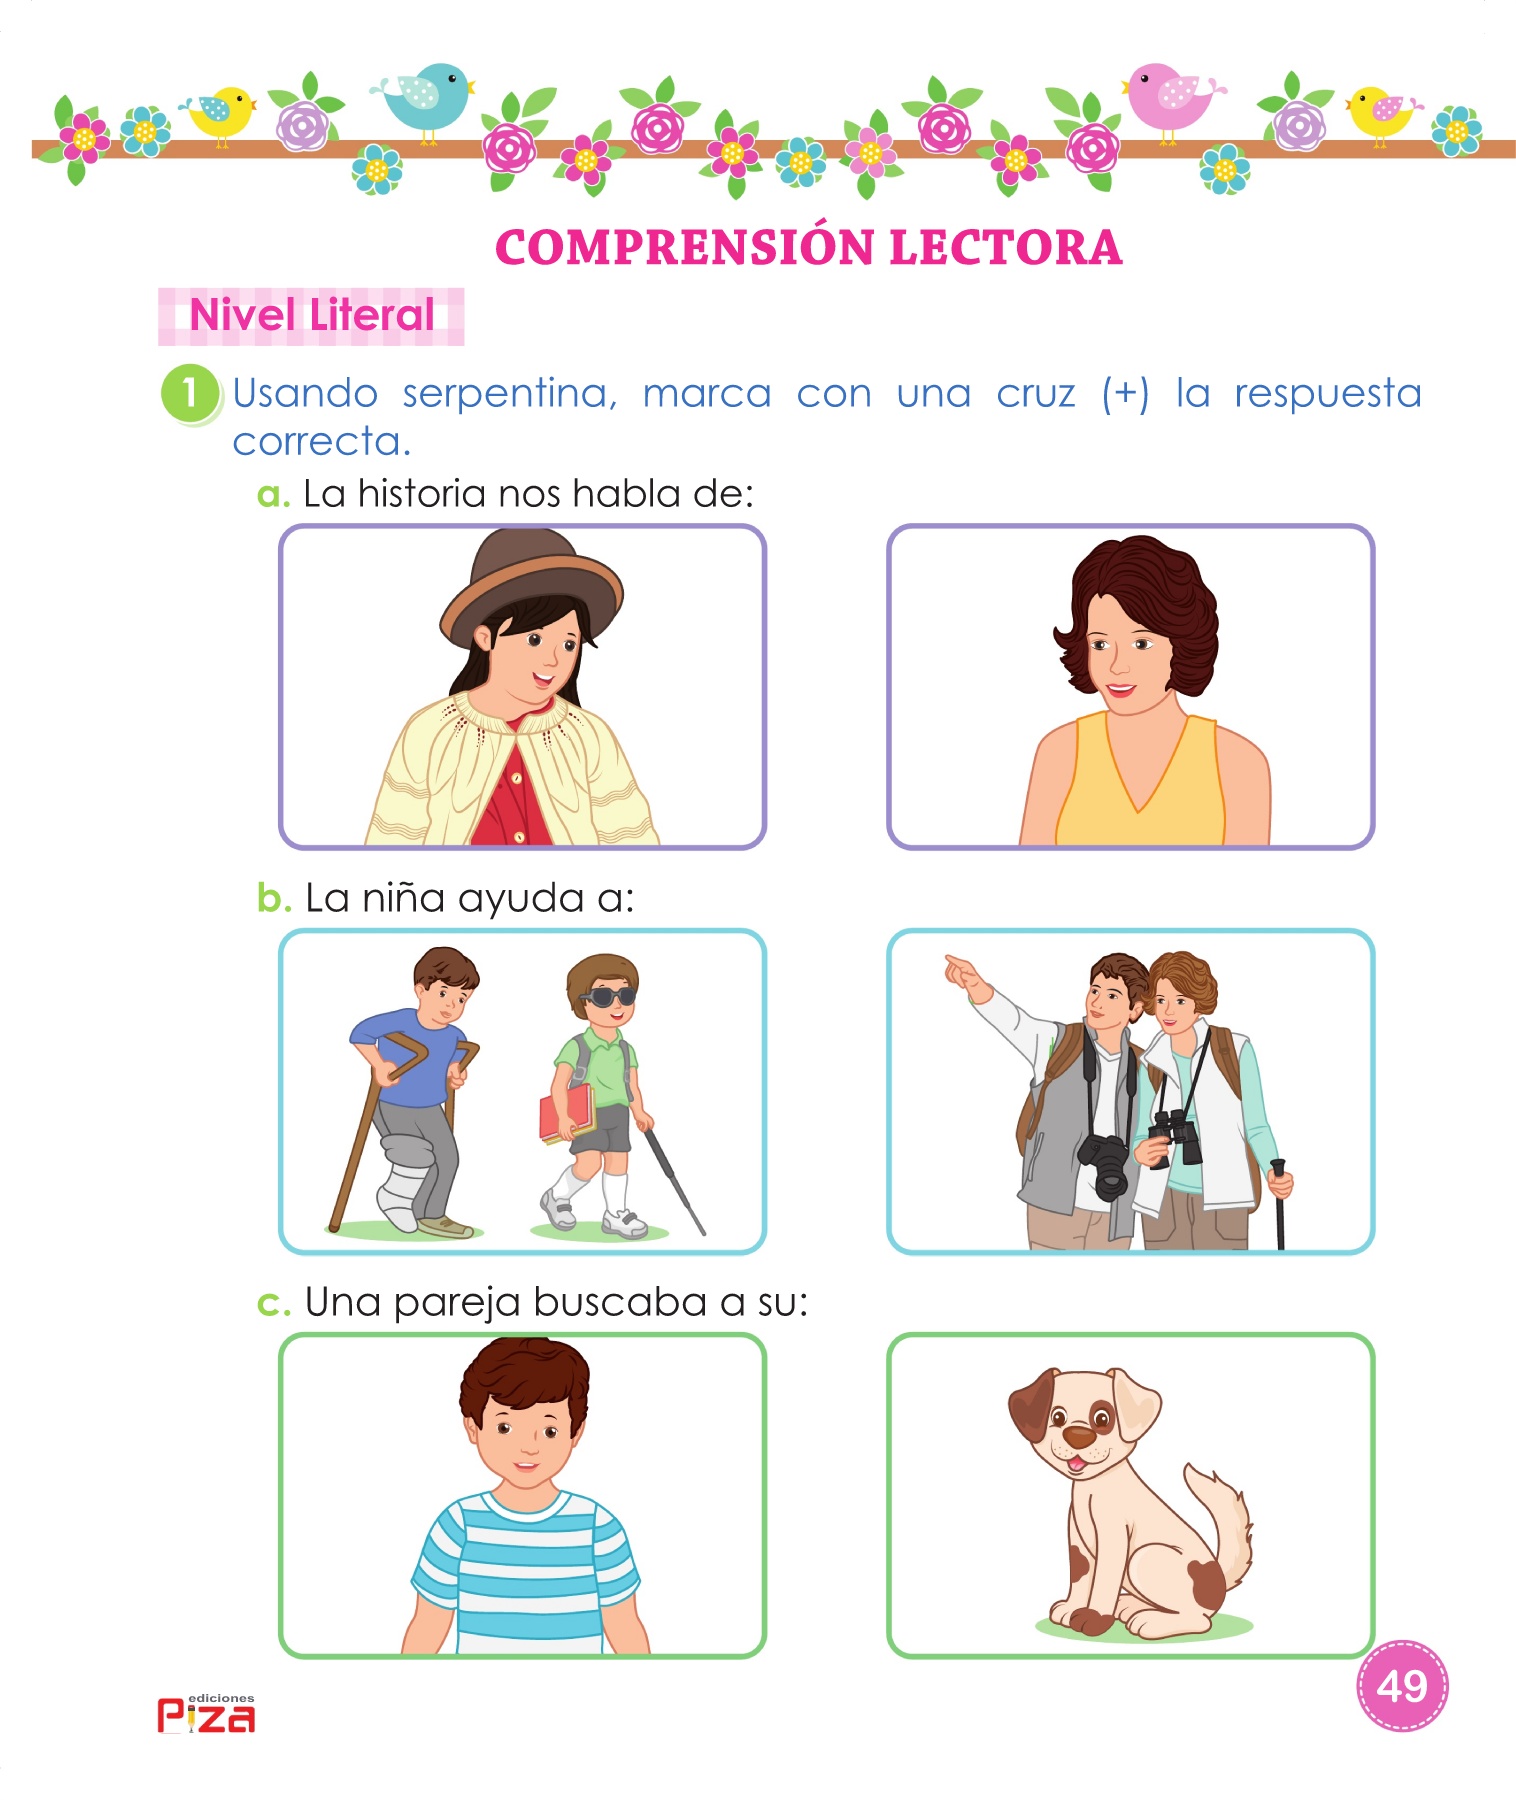 COMPRENSIÓN LECTORA
Nivel Literal
1 Usando serpentina, marca con una cruz (+) la respuesta
correcta.
a. La historia nos habla de:
b. La niña ayuda a:
c. Una pareja buscaba a su:
ediciones
Piza
49